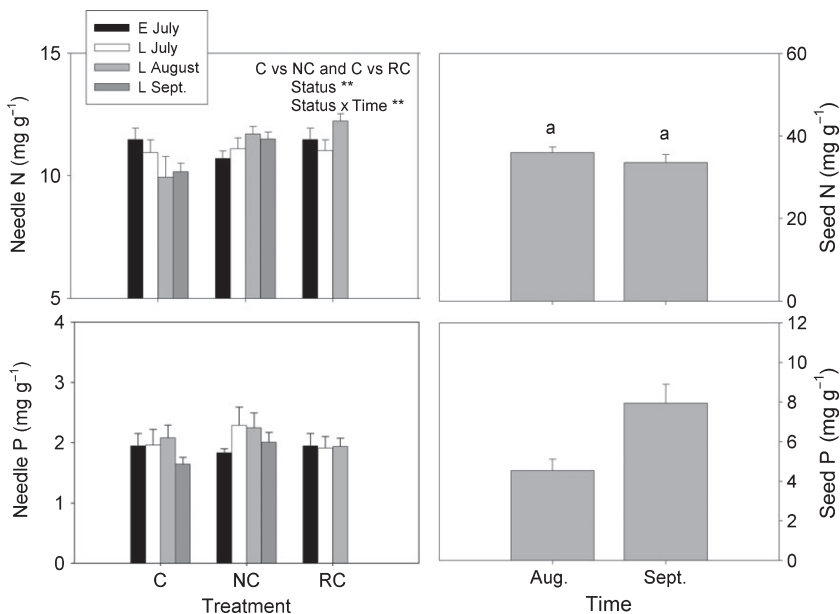 E July
L July
L August
L Sept.
C vs NC and C vs RC
Status **
Status x Time **
15
10
5
Needle N (mg g⁻¹)
a
a
60
40
20
0
Seed N (mg g⁻¹)
4
3
2
1
0
Needle P (mg g⁻¹)
C
NC
RC
Treatment
12
10
8
6
4
2
0
Seed P (mg g⁻¹)
Aug.
Sept.
Time